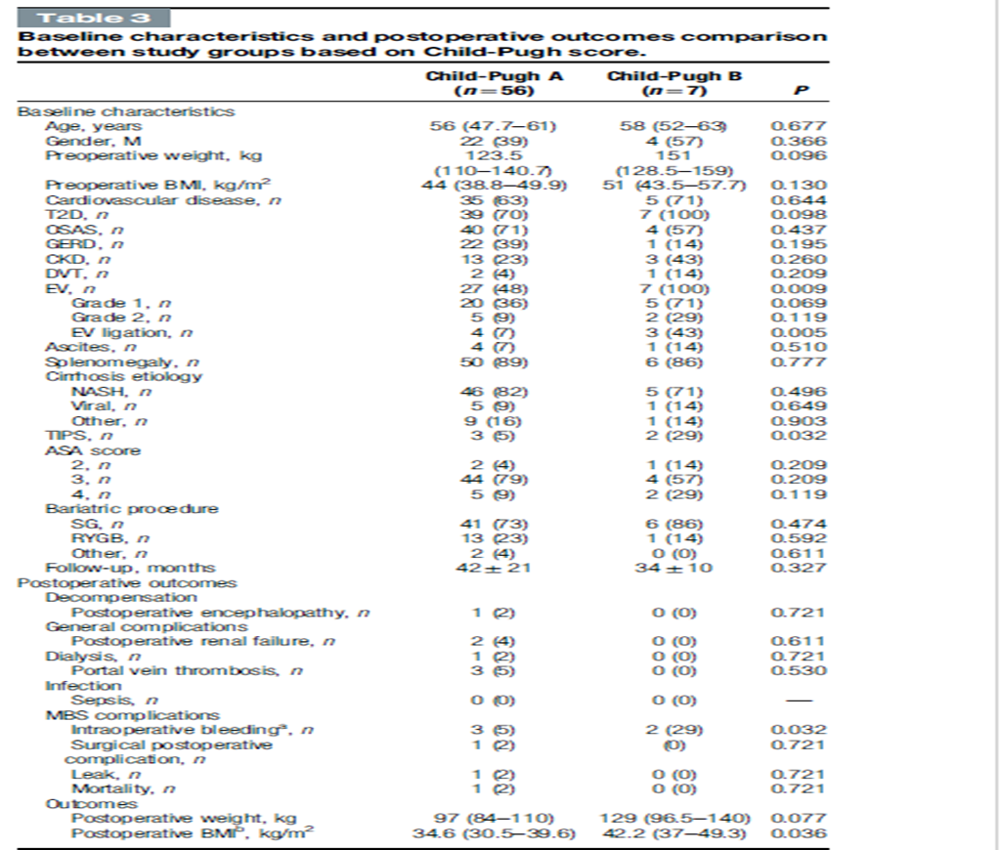 Table 3
Baseline characteristics and postoperative outcomes comparison
between study groups based on Child-Pugh score.
Child-Pugh A Child-Pugh B
(n=56) (n=7) P
Baseline characteristics
Age, years 56 (47.7–61) 58 (52–63) 0.677
Gender, M 22 (39) 4 (57) 0.366
Preoperative weight, kg 123.5 151 0.096
(110–140.7) (128.5–159)
Preoperative BMI, kg/m² 44 (38.8–49.9) 51 (43.5–57.7) 0.130
Cardiovascular disease, n 35 (63) 5 (71) 0.644
T2D, n 39 (70) 7 (100) 0.098
OSAS, n 40 (71) 4 (57) 0.437
GERD, n 22 (39) 1 (14) 0.195
CKD, n 13 (23) 3 (43) 0.260
DVT, n 2 (4) 1 (14) 0.209
EV, n 27 (48) 7 (100) 0.009
Grade 1, n 20 (36) 5 (71) 0.069
Grade 2, n 5 (9) 2 (29) 0.119
EV ligation, n 4 (7) 3 (43) 0.005
Ascites, n 4 (7) 1 (14) 0.510
Splenomegaly, n 50 (89) 6 (86) 0.777
Cirrhosis etiology
NASH, n 46 (82) 5 (71) 0.496
Viral, n 5 (9) 1 (14) 0.649
Other, n 9 (16) 1 (14) 0.903
TIPS, n 3 (5) 2 (29) 0.032
ASA score
2, n 2 (4) 1 (14) 0.209
3, n 44 (79) 4 (57) 0.209
4, n 5 (9) 2 (29) 0.119
Bariatric procedure
SG, n 41 (73) 6 (86) 0.474
RYGB, n 13 (23) 1 (14) 0.592
Other, n 2 (4) 0 (0) 0.611
Follow-up, months 42 ± 21 34 ± 10 0.327
Postoperative outcomes
Decompensation
Postoperative encephalopathy, n 1 (2) 0 (0) 0.721
General complications
Postoperative renal failure, n 2 (4) 0 (0) 0.611
Dialysis, n 1 (2) 0 (0) 0.721
Portal vein thrombosis, n 3 (5) 0 (0) 0.530
Infection
Sepsis, n 0 (0) 0 (0) —
MBS complications
Intraoperative bleedingᵃ, n 3 (5) 2 (29) 0.032
Surgical postoperative 1 (2) (0) 0.721
complication, n
Leak, n 1 (2) 0 (0) 0.721
Mortality, n 1 (2) 0 (0) 0.721
Outcomes
Postoperative weight, kg 97 (84–110) 129 (96.5–140) 0.077
Postoperative BMIᵇ, kg/m² 34.6 (30.5–39.6) 42.2 (37–49.3) 0.036